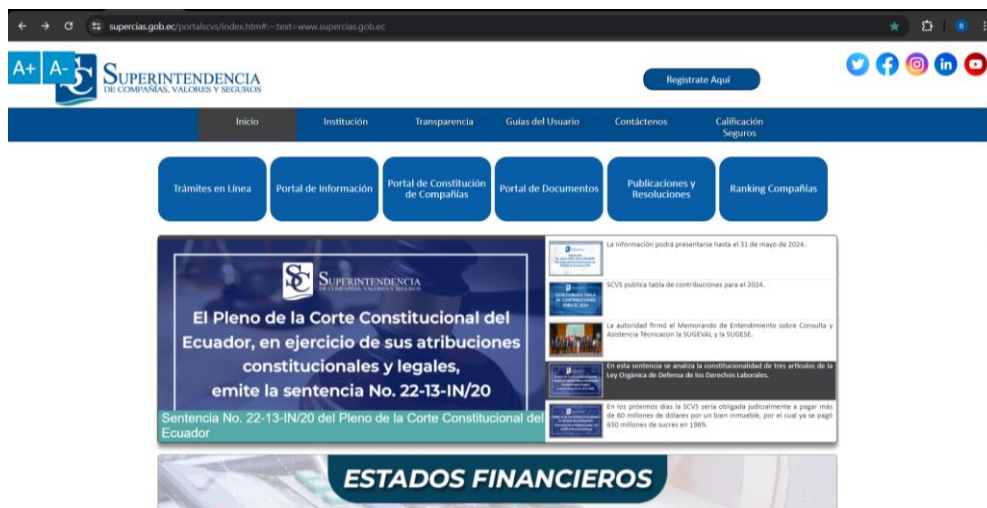 supercias.gob.ec/portalscvs/index.htm#:~:text=www.supercias.gob.ec
A+ A-
SUPERINTENDENCIA
DE COMPAÑÍAS, VALORES Y SEGUROS
Registrate Aquí
Inicio Institución Transparencia Guías del Usuario Contáctenos Calificación
Seguros
Trámites en Línea
Portal de Información
Portal de Constitución
de Compañías
Portal de Documentos
Publicaciones y
Resoluciones
Ranking Compañías
SUPERINTENDENCIA
DE COMPAÑÍAS, VALORES Y SEGUROS
El Pleno de la Corte Constitucional del
Ecuador, en ejercicio de sus atribuciones
constitucionales y legales,
emite la sentencia No. 22-13-IN/20
Sentencia No. 22-13-IN/20 del Pleno de la Corte Constitucional del
Ecuador
La información podrá presentarse hasta el 31 de mayo de 2024.
SCVS PUBLICA TABLA
DE CONTRIBUCIONES
PARA EL 2024
SCVS publica tabla de contribuciones para el 2024.
La autoridad firmó el Memorando de Entendimiento sobre Consulta y
Asistencia Técnicacon la SUGEVAL y la SUGESE.
En esta sentencia se analiza la constitucionalidad de tres artículos de la
Ley Orgánica de Defensa de los Derechos Laborales.
En los próximos días la SCVS sería obligada judicialmente a pagar más
de 60 millones de dólares por un bien inmueble, por el cual ya se pagó
630 millones de sucres en 1989.
ESTADOS FINANCIEROS